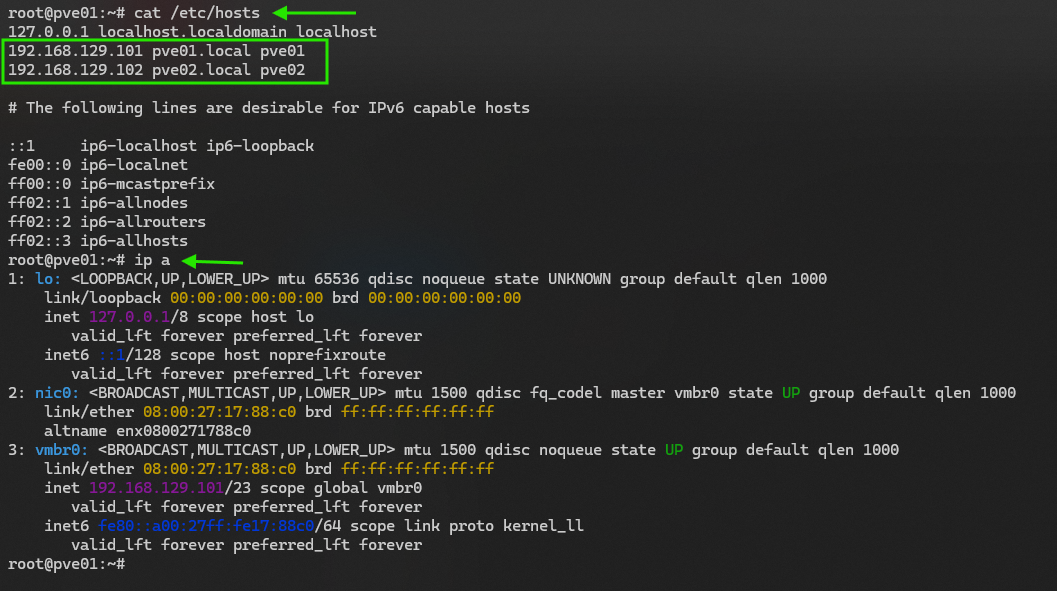 root@pve01:~# cat /etc/hosts
127.0.0.1 localhost.localdomain localhost
192.168.129.101 pve01.local pve01
192.168.129.102 pve02.local pve02
# The following lines are desirable for IPv6 capable hosts
::1     ip6-localhost ip6-loopback
fe00::0 ip6-localnet
ff00::0 ip6-mcastprefix
ff02::1 ip6-allnodes
ff02::2 ip6-allrouters
ff02::3 ip6-allhosts
root@pve01:~# ip a
1: lo: <LOOPBACK,UP,LOWER_UP> mtu 65536 qdisc noqueue state UNKNOWN group default qlen 1000
    link/loopback 00:00:00:00:00:00 brd 00:00:00:00:00:00
    inet 127.0.0.1/8 scope host lo
       valid_lft forever preferred_lft forever
    inet6 ::1/128 scope host noprefixroute
       valid_lft forever preferred_lft forever
2: nic0: <BROADCAST,MULTICAST,UP,LOWER_UP> mtu 1500 qdisc fq_codel master vmbr0 state UP group default qlen 1000
    link/ether 08:00:27:17:88:c0 brd ff:ff:ff:ff:ff:ff
    altname enx0800271788c0
3: vmbr0: <BROADCAST,MULTICAST,UP,LOWER_UP> mtu 1500 qdisc noqueue state UP group default qlen 1000
    link/ether 08:00:27:17:88:c0 brd ff:ff:ff:ff:ff:ff
    inet 192.168.129.101/23 scope global vmbr0
       valid_lft forever preferred_lft forever
    inet6 fe80::a00:27ff:fe17:88c0/64 scope link proto kernel_ll
       valid_lft forever preferred_lft forever
root@pve01:~#